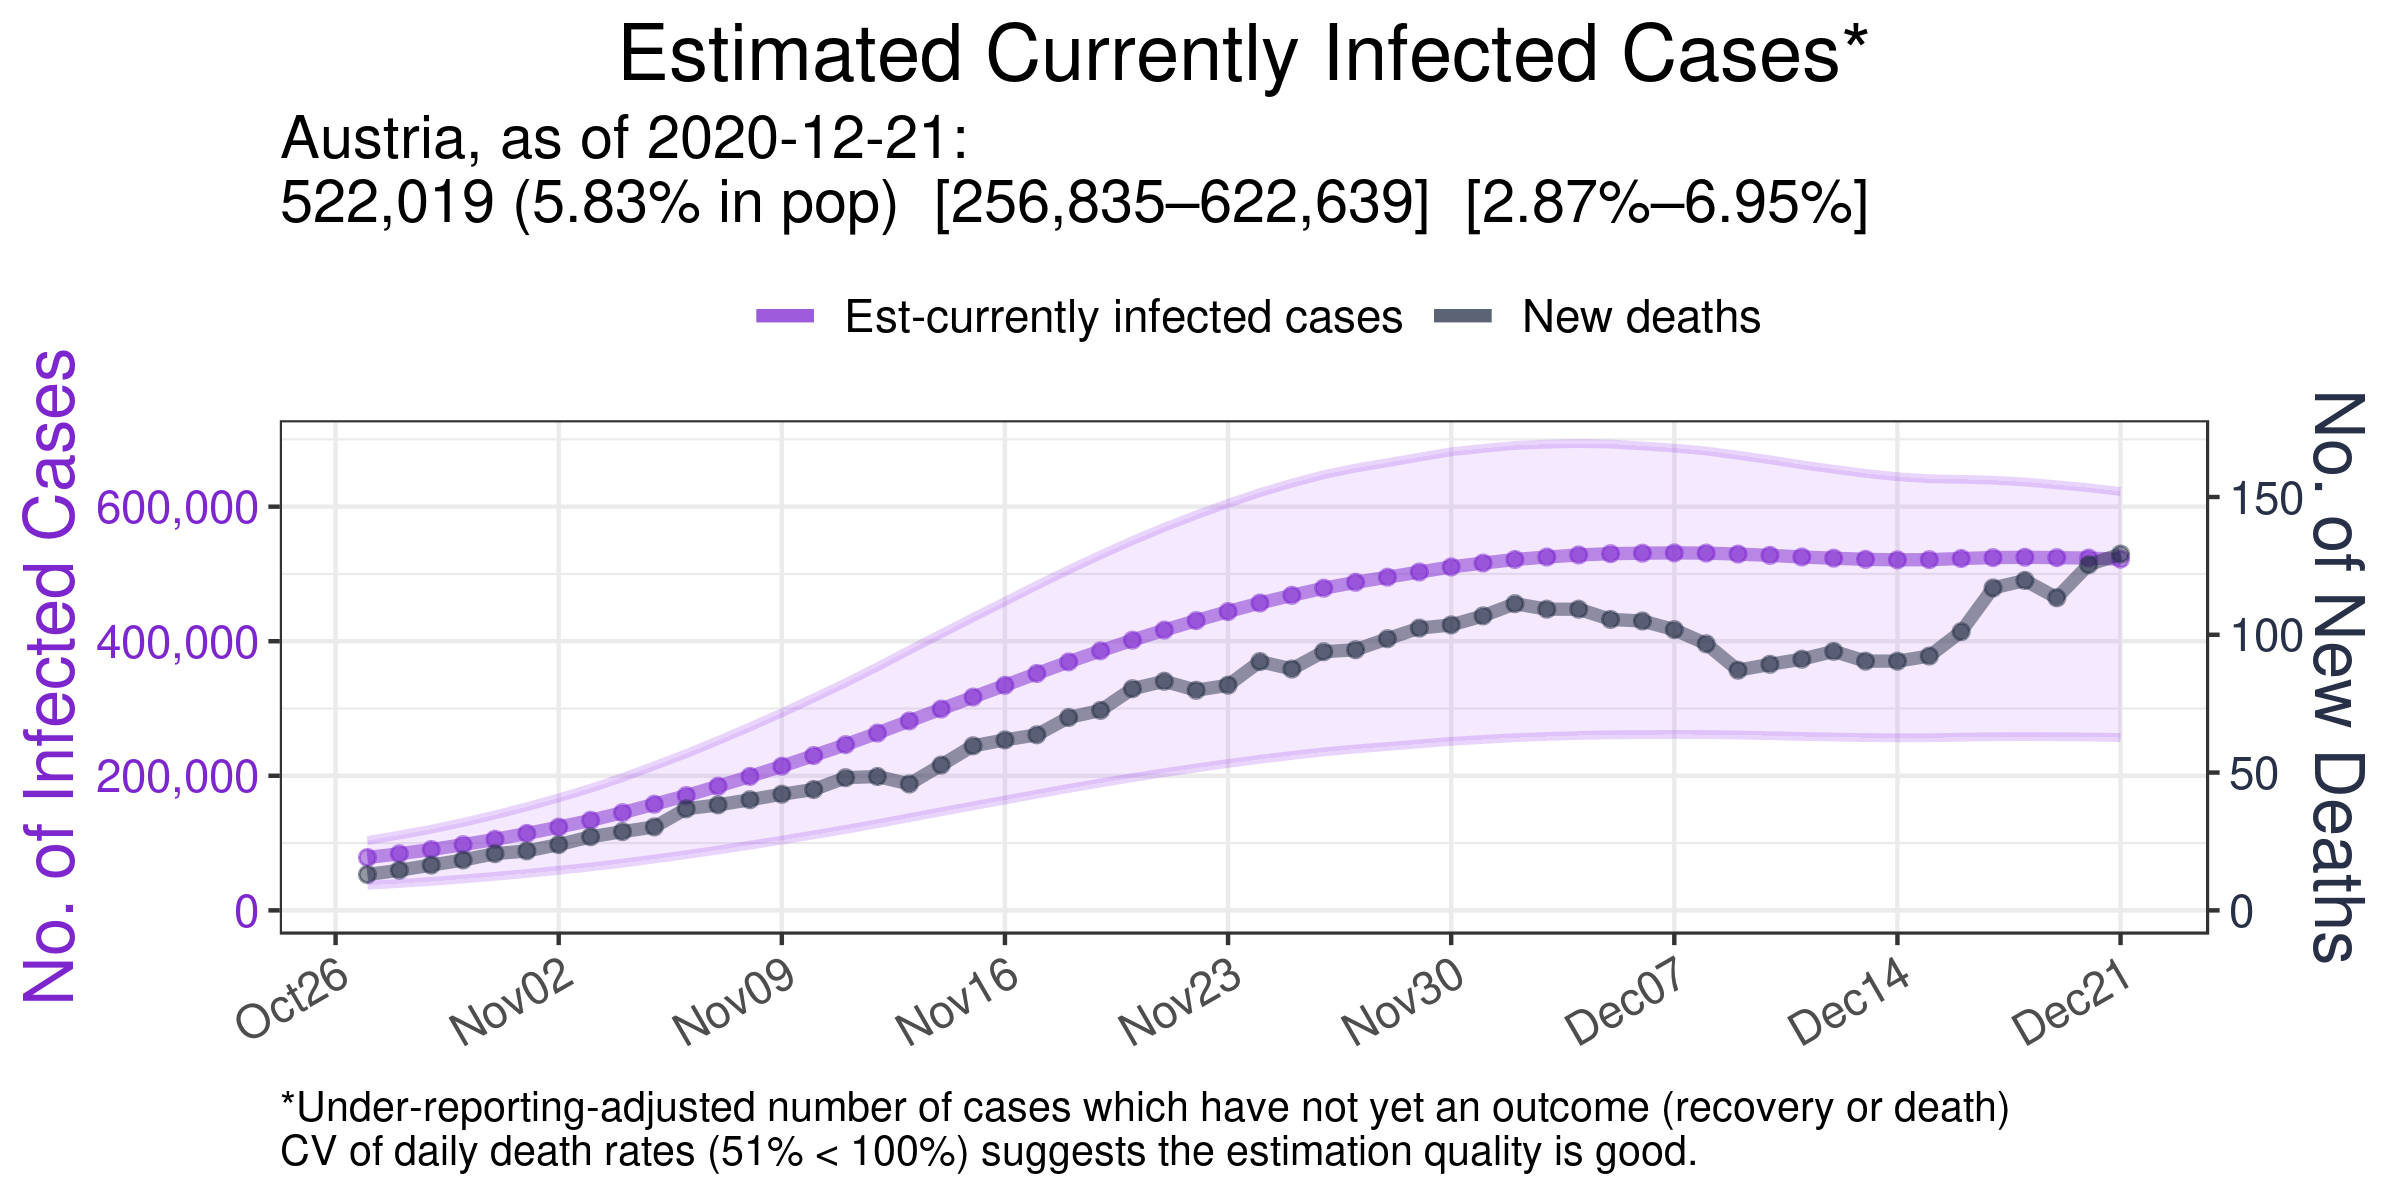 Estimated Currently Infected Cases*
Austria, as of 2020-12-21:
522,019 (5.83% in pop)  [256,835–622,639]  [2.87%–6.95%]
Est-currently infected cases
New deaths
No. of Infected Cases
600,000
400,000
200,000
0
150
100
50
0
No. of New Deaths
Oct26
Nov02
Nov09
Nov16
Nov23
Nov30
Dec07
Dec14
Dec21
*Under-reporting-adjusted number of cases which have not yet an outcome (recovery or death)
CV of daily death rates (51% < 100%) suggests the estimation quality is good.